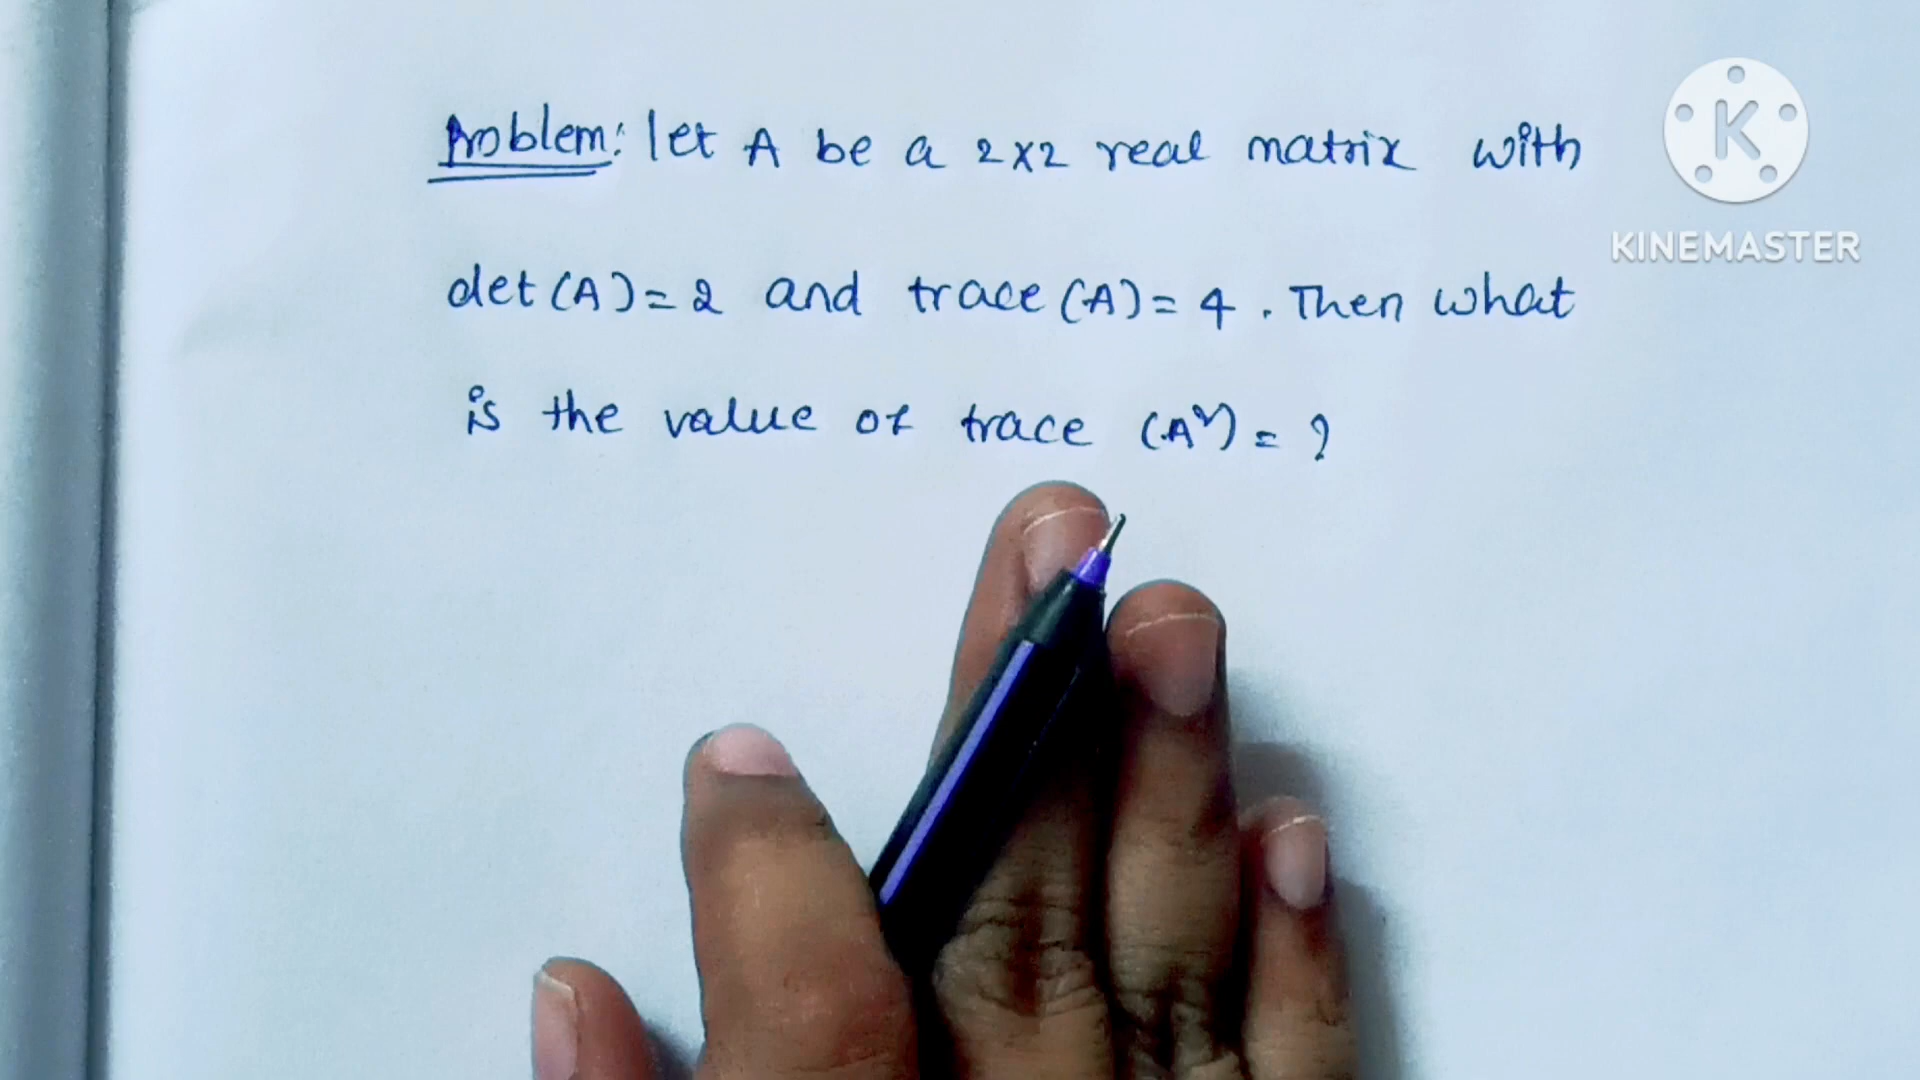 Problem: let A be a 2x2 real matrix with
det(A)=2 and trace(A)=4. Then what
is the value of trace (A²) = ?
K
KINEMASTER